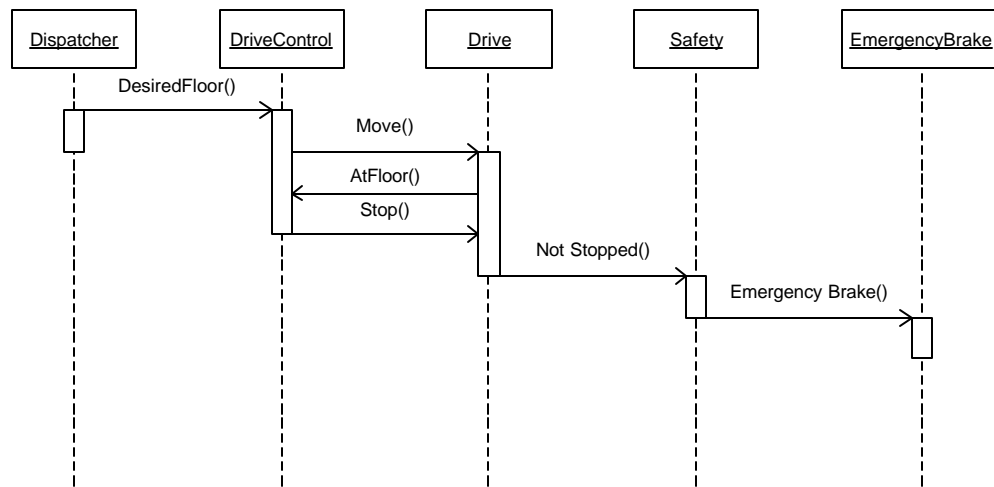 Dispatcher
DriveControl
Drive
Safety
EmergencyBrake
DesiredFloor()
Move()
AtFloor()
Stop()
Not Stopped()
Emergency Brake()